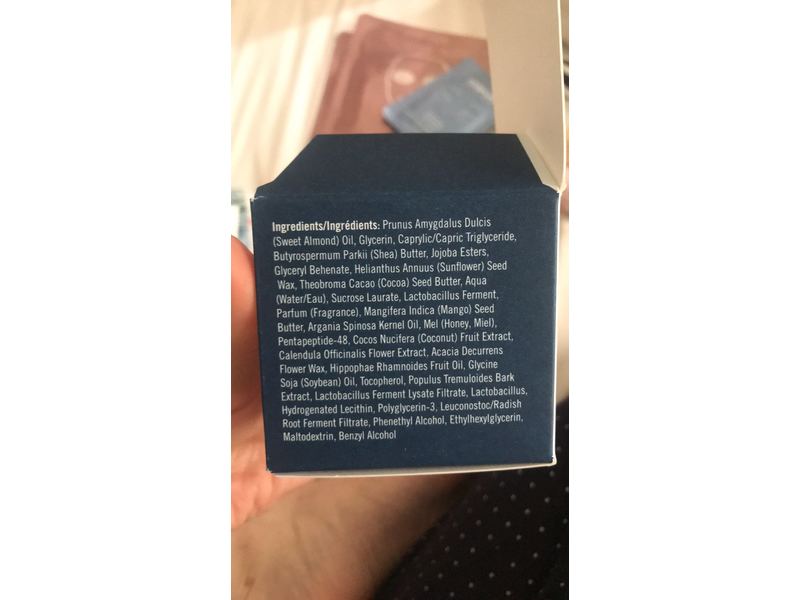 Ingredients/Ingrédients: Prunus Amygdalus Dulcis
(Sweet Almond) Oil, Glycerin, Caprylic/Capric Triglyceride,
Butyrospermum Parkii (Shea) Butter, Jojoba Esters,
Glyceryl Behenate, Helianthus Annuus (Sunflower) Seed
Wax, Theobroma Cacao (Cocoa) Seed Butter, Aqua
(Water/Eau), Sucrose Laurate, Lactobacillus Ferment,
Parfum (Fragrance), Mangifera Indica (Mango) Seed
Butter, Argania Spinosa Kernel Oil, Mel (Honey, Miel),
Pentapeptide-48, Cocos Nucifera (Coconut) Fruit Extract,
Calendula Officinalis Flower Extract, Acacia Decurrens
Flower Wax, Hippophae Rhamnoides Fruit Oil, Glycine
Soja (Soybean) Oil, Tocopherol, Populus Tremuloides Bark
Extract, Lactobacillus Ferment Lysate Filtrate, Lactobacillus,
Hydrogenated Lecithin, Polyglycerin-3, Leuconostoc/Radish
Root Ferment Filtrate, Phenethyl Alcohol, Ethylhexylglycerin,
Maltodextrin, Benzyl Alcohol